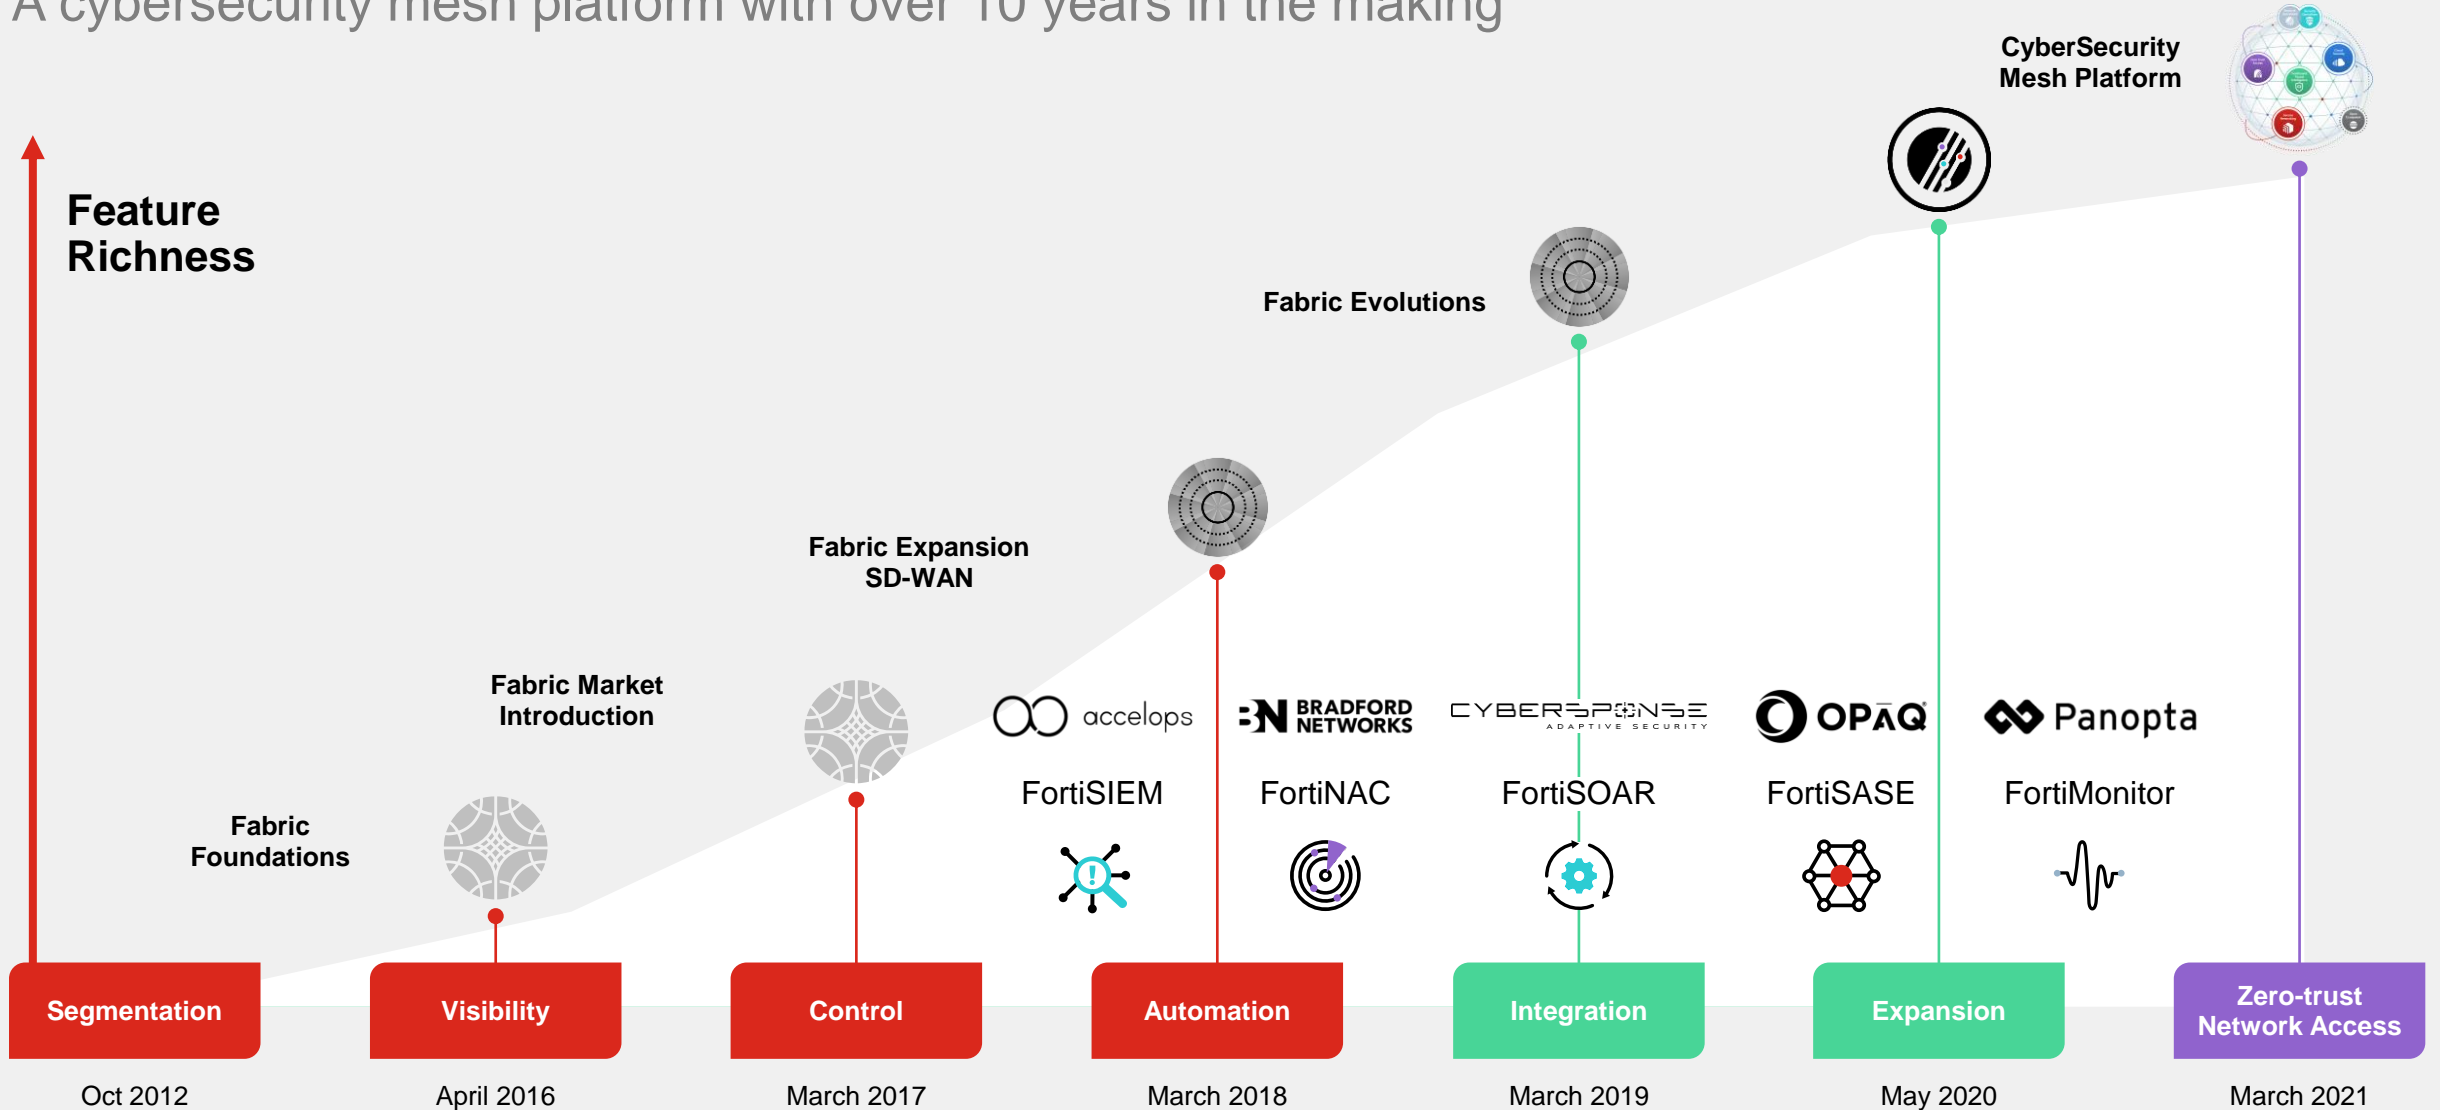 A cybersecurity mesh platform with over 10 years in the making
CyberSecurity
Mesh Platform
Feature
Richness
Fabric Evolutions
Fabric Expansion
SD-WAN
Fabric Market
Introduction
Fabric
Foundations
accelops
BRADFORD
NETWORKS
CYBERSPONSE
ADAPTIVE SECURITY
OPĀQ
Panopta
FortiSIEM
FortiNAC
FortiSOAR
FortiSASE
FortiMonitor
Segmentation
Visibility
Control
Automation
Integration
Expansion
Zero-trust
Network Access
Oct 2012
April 2016
March 2017
March 2018
March 2019
May 2020
March 2021